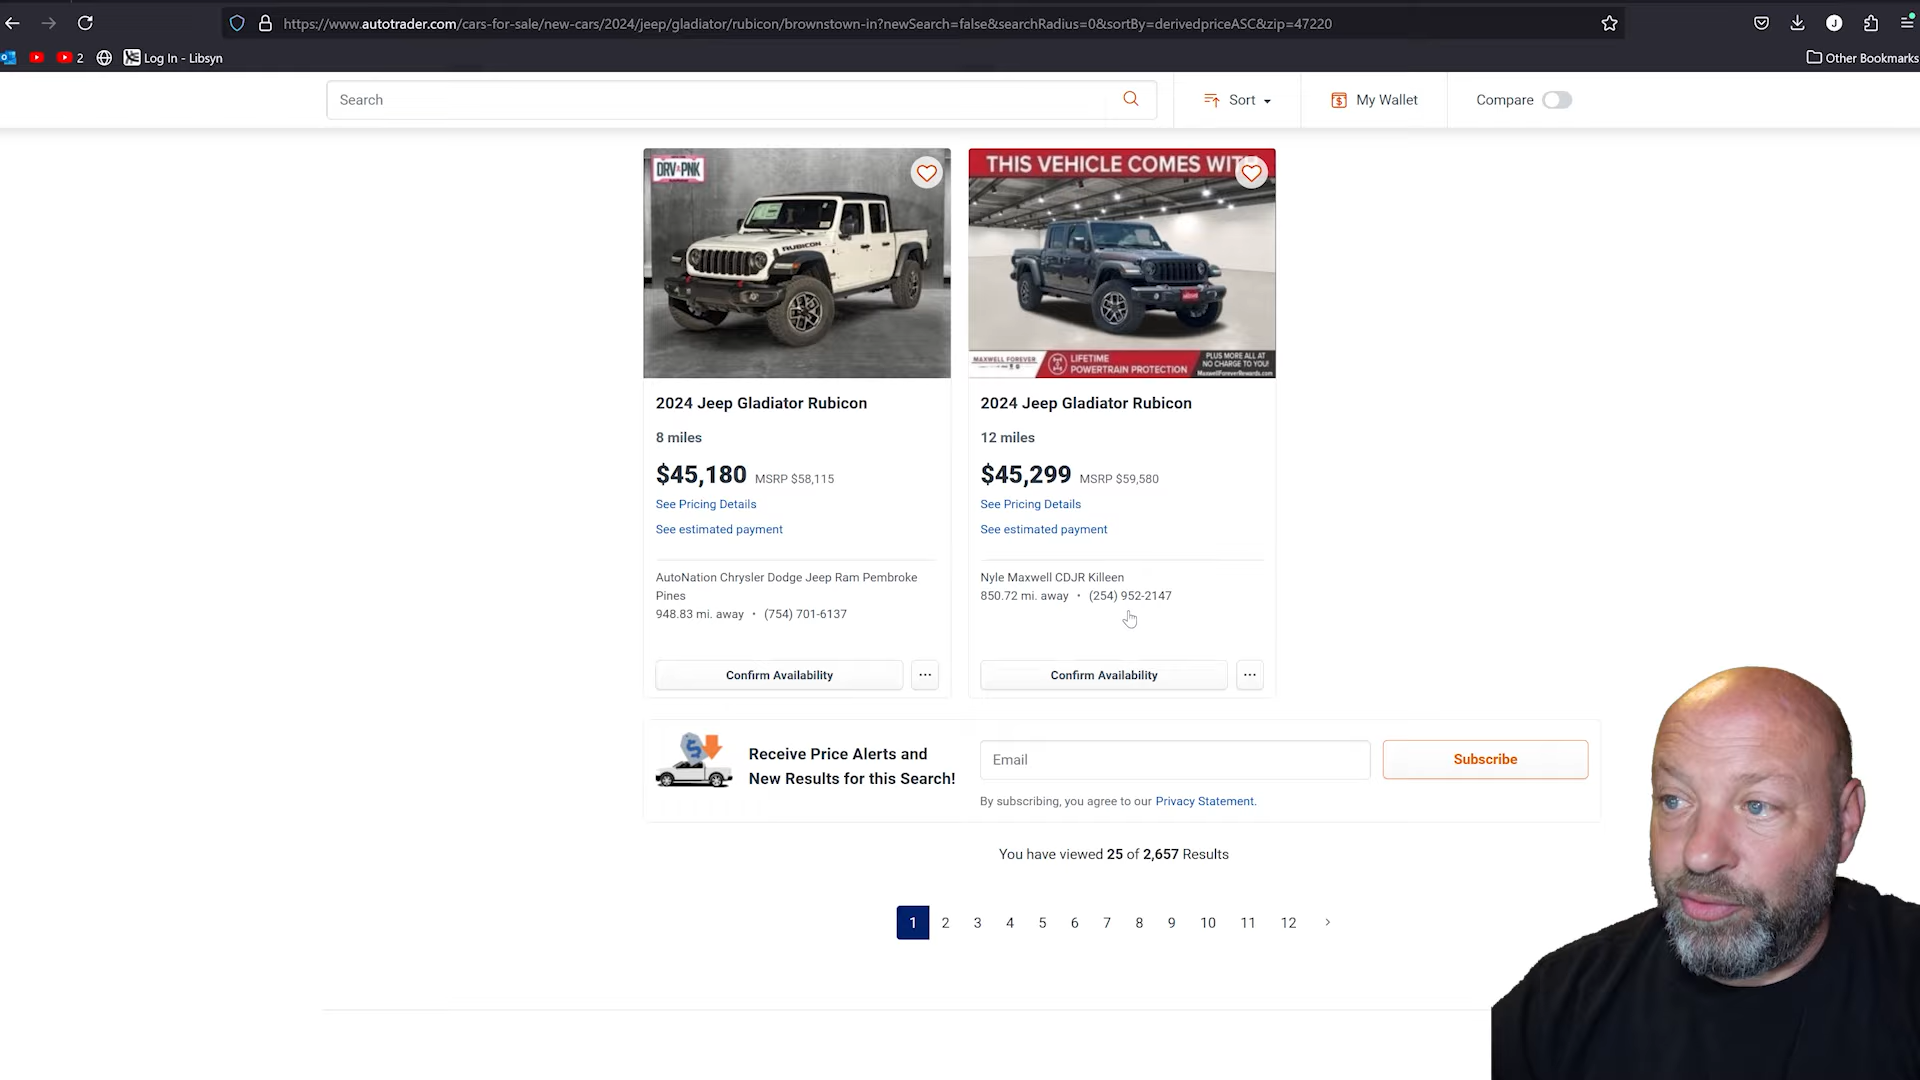 https://www.autotrader.com/cars-for-sale/new-cars/2024/jeep/gladiator/rubicon/brownstown-in?newSearch=false&searchRadius=0&sortBy=derivedpriceASC&zip=47220
J
2
Log In - Libsyn
Other Bookmarks
Search
Sort
My Wallet
Compare
DRV PNK
RUBICON
THIS VEHICLE COMES WITH
MAXWELL FOREVER
LIFETIME
POWERTRAIN PROTECTION
PLUS MORE ALL AT
NO CHARGE TO YOU!
MaxwellForeverRewards.com
2024 Jeep Gladiator Rubicon
8 miles
$45,180 MSRP $58,115
See Pricing Details
See estimated payment
AutoNation Chrysler Dodge Jeep Ram Pembroke
Pines
948.83 mi. away • (754) 701-6137
Confirm Availability
...
2024 Jeep Gladiator Rubicon
12 miles
$45,299 MSRP $59,580
See Pricing Details
See estimated payment
Nyle Maxwell CDJR Killeen
850.72 mi. away • (254) 952-2147
Confirm Availability
...
Receive Price Alerts and
New Results for this Search!
Email
Subscribe
By subscribing, you agree to our Privacy Statement.
You have viewed 25 of 2,657 Results
1 2 3 4 5 6 7 8 9 10 11 12 >